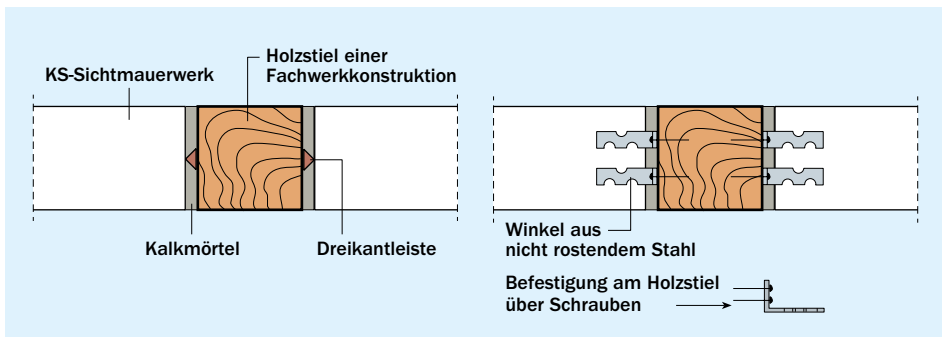 Holzstiel einer
Fachwerkkonstruktion
KS-Sichtmauerwerk
Kalkmörtel
Dreikantleiste
Winkel aus
nicht rostendem Stahl
Befestigung am Holzstiel
über Schrauben